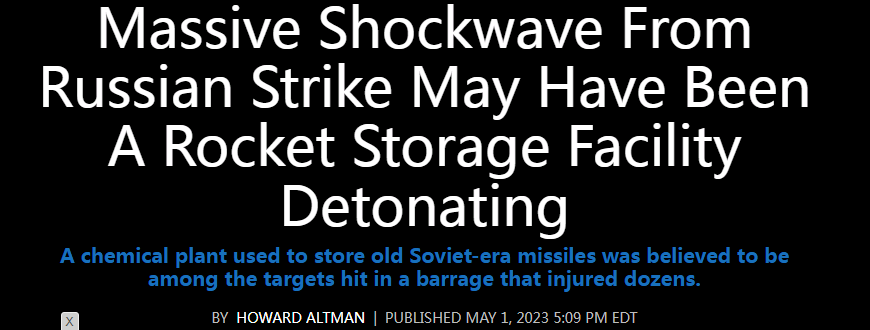 Massive Shockwave From
Russian Strike May Have Been
A Rocket Storage Facility
Detonating
A chemical plant used to store old Soviet-era missiles was believed to be
among the targets hit in a barrage that injured dozens.
BY HOWARD ALTMAN | PUBLISHED MAY 1, 2023 5:09 PM EDT
X